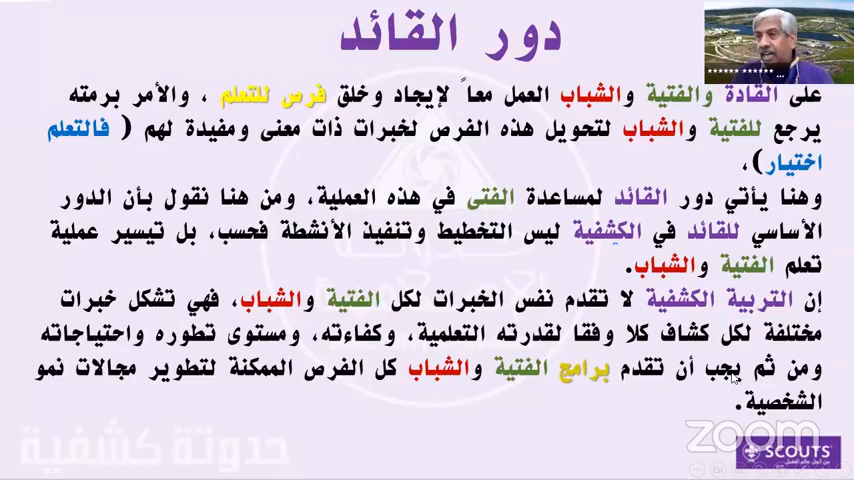 دور القائد
على القادة والفتية والشباب العمل معاً لإيجاد وخلق فرص للتعلم ، والأمر برمته
يرجع للفتية والشباب لتحويل هذه الفرص لخبرات ذات معنى ومفيدة لهم ( فالتعلم
اختيار)،
وهنا يأتي دور القائد لمساعدة الفتى في هذه العملية، ومن هنا نقول بأن الدور
الأساسي للقائد في الكشفية ليس التخطيط وتنفيذ الأنشطة فحسب، بل تيسير عملية
تعلم الفتية والشباب.
إن التربية الكشفية لا تقدم نفس الخبرات لكل الفتية والشباب، فهي تشكل خبرات
مختلفة لكل كشاف كلا وفقا لقدرته التعلمية، وكفاءته، ومستوى تطوره واحتياجاته
ومن ثم يجب أن تقدم برامج الفتية والشباب كل الفرص الممكنة لتطوير مجالات نمو
الشخصية.
حدوتة كشفية
zoom
SCOUTS
من أجل عالم أفضل